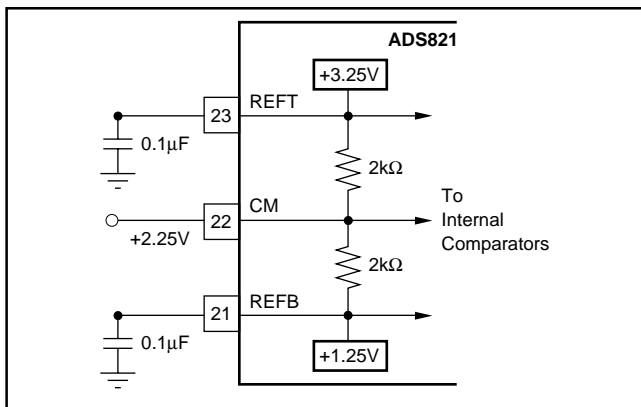 ADS821
+3.25V
REFT
23
0.1µF
2kΩ
To
Internal
Comparators
CM
22
+2.25V
2kΩ
REFB
21
0.1µF
+1.25V